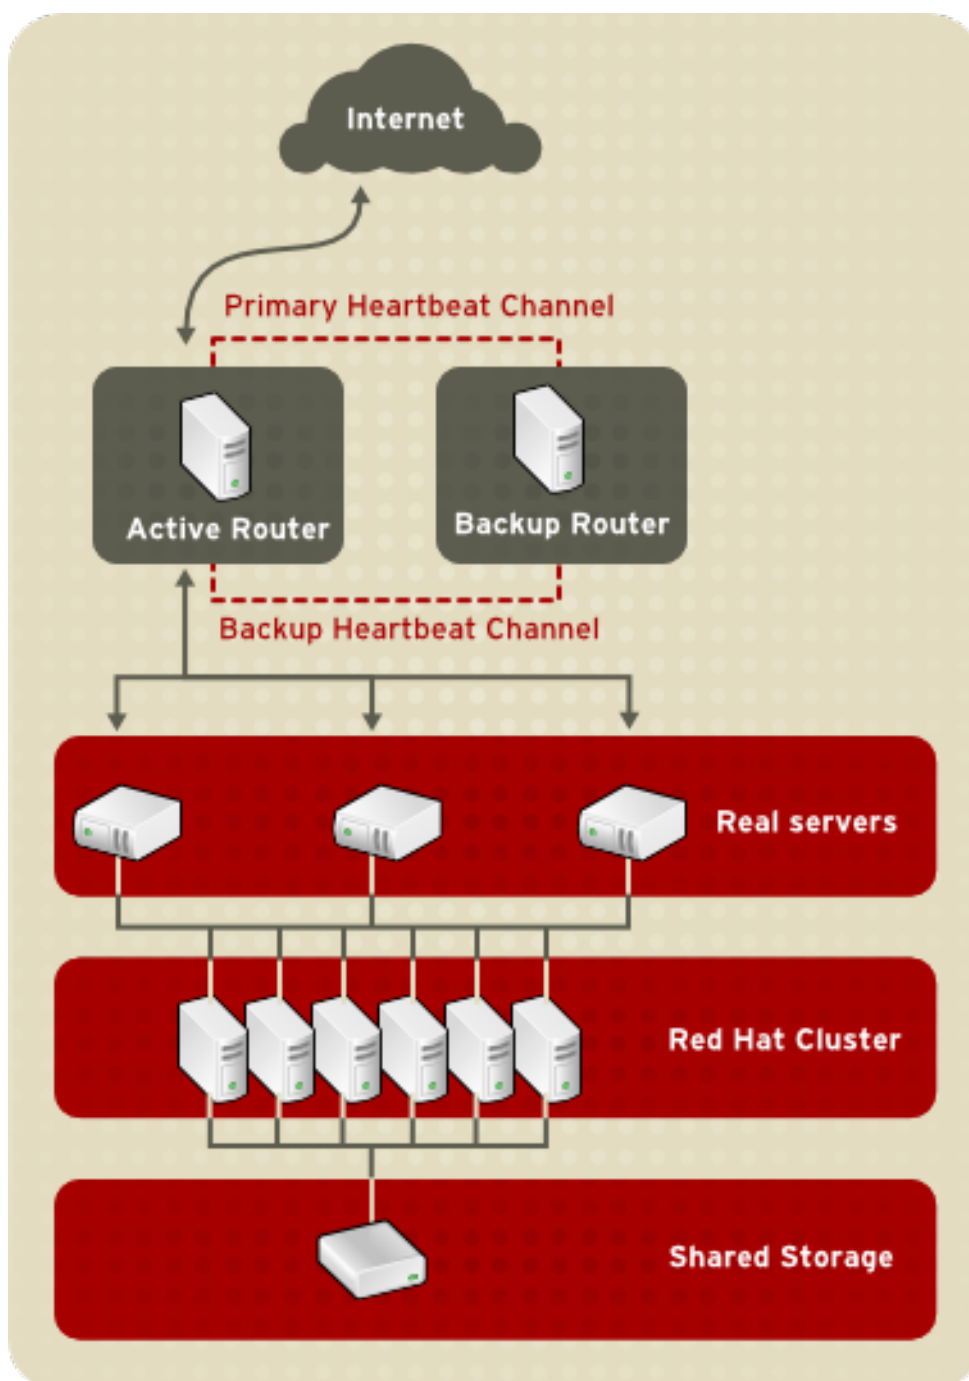 Internet
Primary Heartbeat Channel
Active Router
Backup Router
Backup Heartbeat Channel
Real servers
Red Hat Cluster
Shared Storage